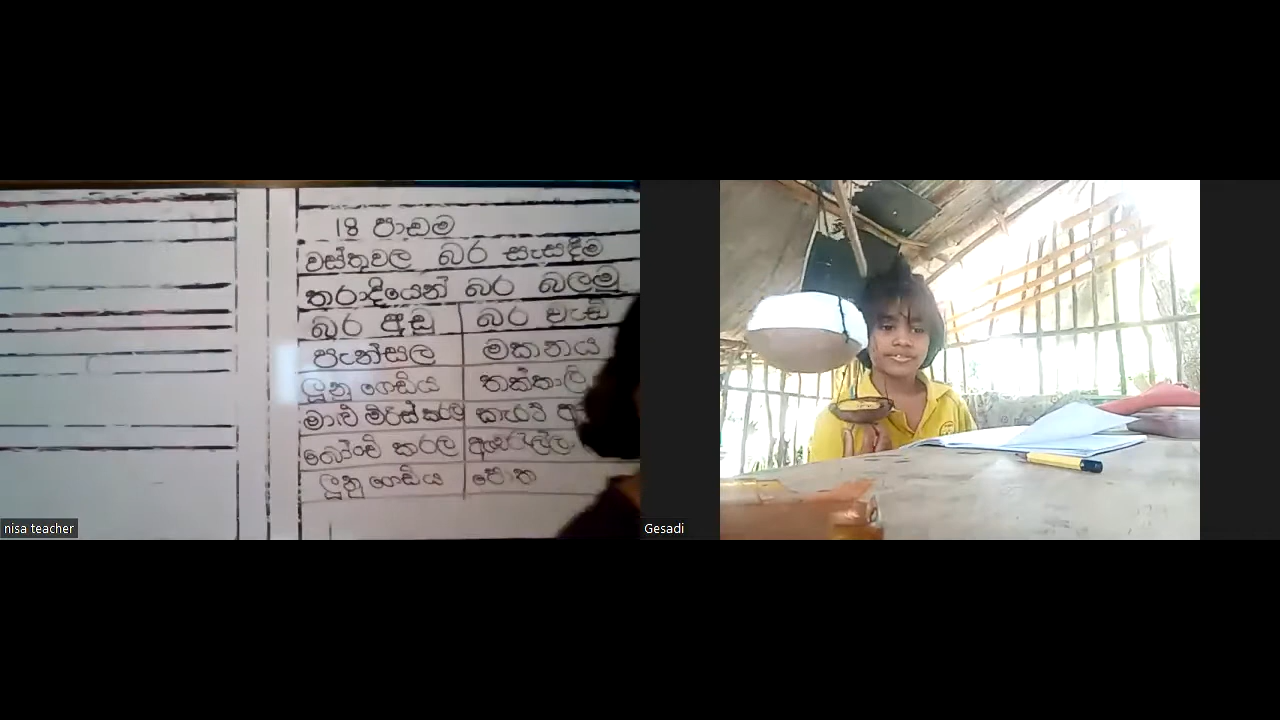 18 පාඩම
වස්තුවල බර සැසඳීම
තරාදියෙන් බර බලමු
බර අඩු බර වැඩි
පැන්සල මකනය
ලූනු ගෙඩිය තක්කාලි
මාළු මිරිස් කරල කැරට්
බෝංචි කරල
ලූනු ගෙඩිය පොත
nisa teacher
Gesadi